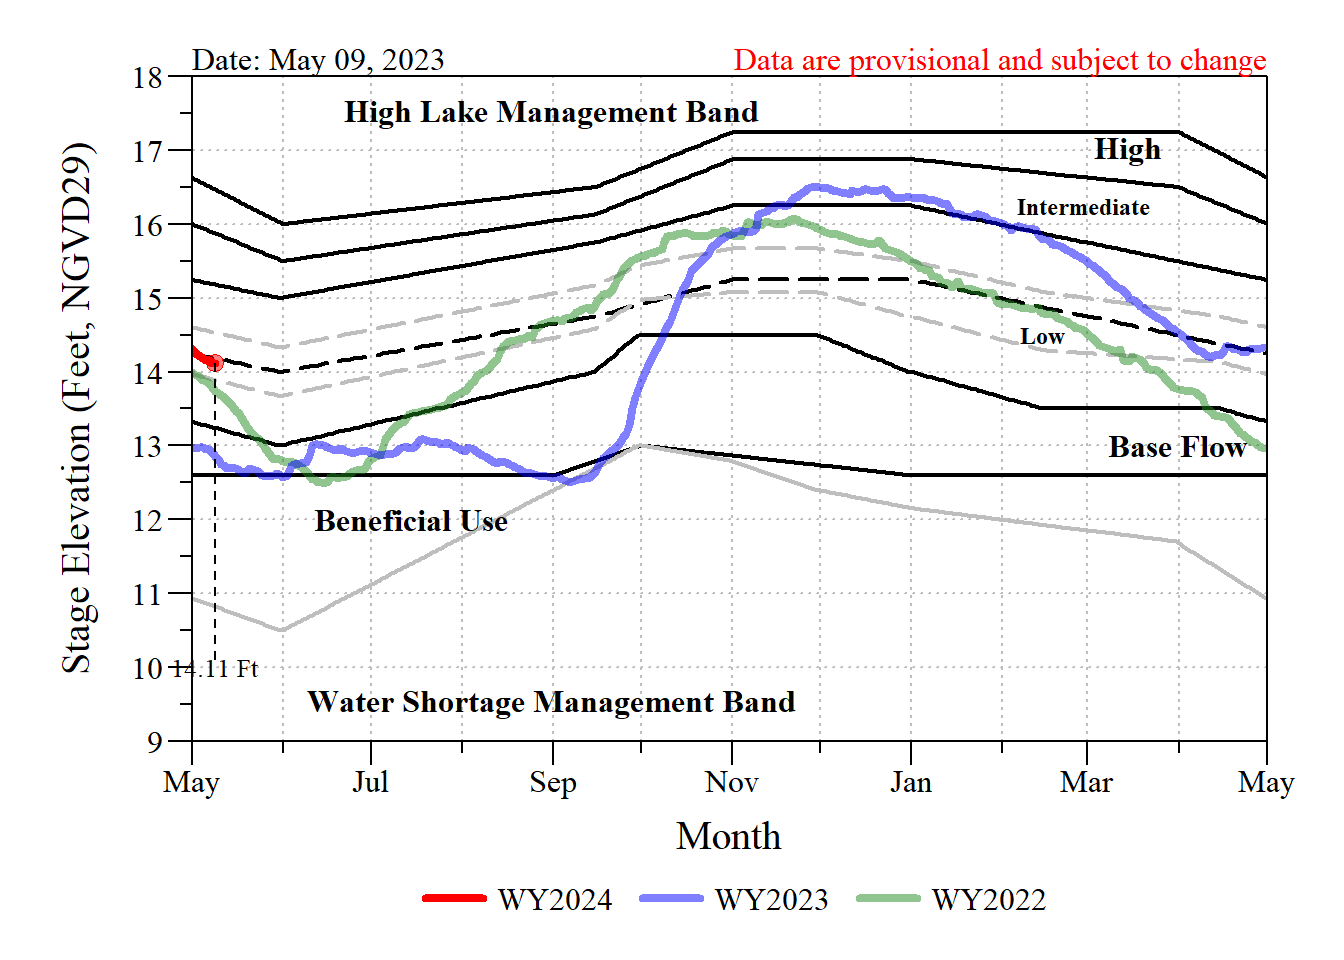 Date: May 09, 2023
Data are provisional and subject to change
18
High Lake Management Band
17
High
16
Intermediate
15
Low
14
13
Base Flow
12
Beneficial Use
11
10
14.11 Ft
Water Shortage Management Band
9
Stage Elevation (Feet, NGVD29)
May Jul Sep Nov Jan Mar May
Month
WY2024 WY2023 WY2022